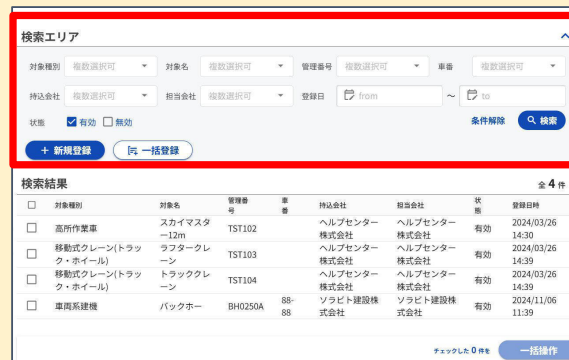 検索エリア
対象種別 複数選択可 対象名 複数選択可 管理番号 複数選択可 車番 複数選択可
持込会社 複数選択可 担当会社 複数選択可 登録日 from ~ to
状態 有効 無効 条件解除 検索
+ 新規登録 一括登録
検索結果 全 4 件
対象種別 対象名 管理番号 車番 持込会社 担当会社 状態 登録日時
高所作業車 スカイマスター12m TST102 ヘルプセンター株式会社 ヘルプセンター株式会社 有効 2024/03/26 14:30
移動式クレーン(トラック・ホイール) ラフタークレーン TST103 ヘルプセンター株式会社 ヘルプセンター株式会社 有効 2024/03/26 14:39
移動式クレーン(トラック・ホイール) トラッククレーン TST104 ヘルプセンター株式会社 ヘルプセンター株式会社 有効 2024/03/26 14:39
車両系建機 バックホー BH0250A 88-88 ソラビト建設株式会社 ソラビト建設株式会社 有効 2024/11/06 11:39
チェックした 0 件を 一括操作